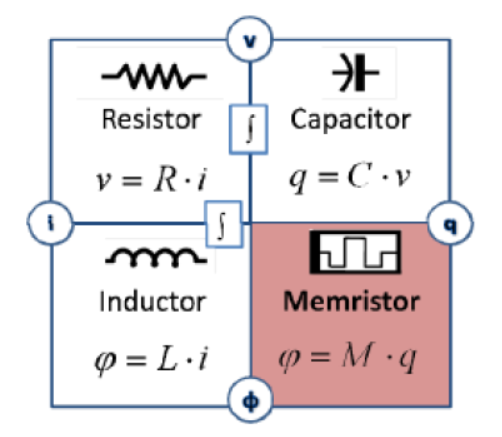 v
Resistor
Capacitor
∫
v = R · i
q = C · v
i
∫
q
Inductor
Memristor
φ = L · i
φ = M · q
ϕ